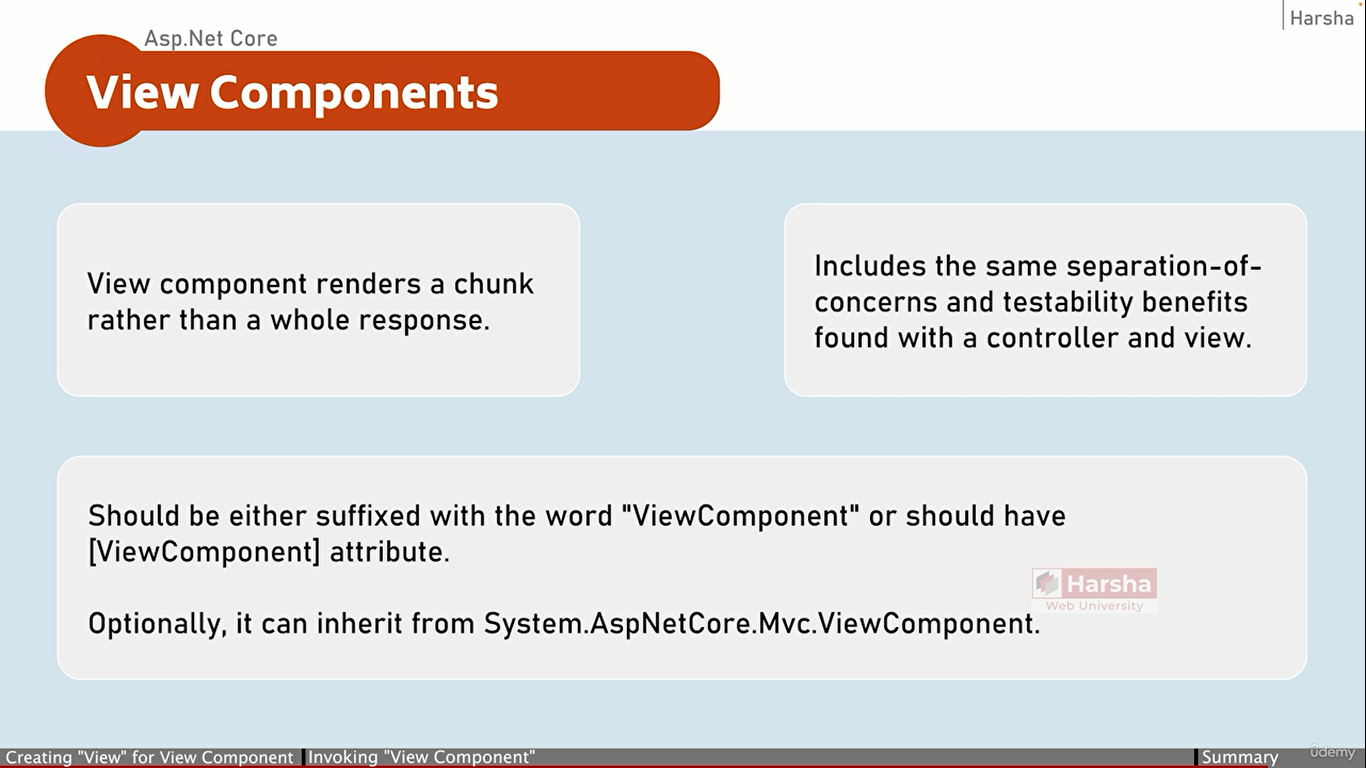 Harsha
Asp.Net Core
View Components
View component renders a chunk
rather than a whole response.
Includes the same separation-of-
concerns and testability benefits
found with a controller and view.
Should be either suffixed with the word "ViewComponent" or should have
[ViewComponent] attribute.
Optionally, it can inherit from System.AspNetCore.Mvc.ViewComponent.
Harsha
Web University
Creating "View" for View Component
Invoking "View Component"
Summary
ûdemy